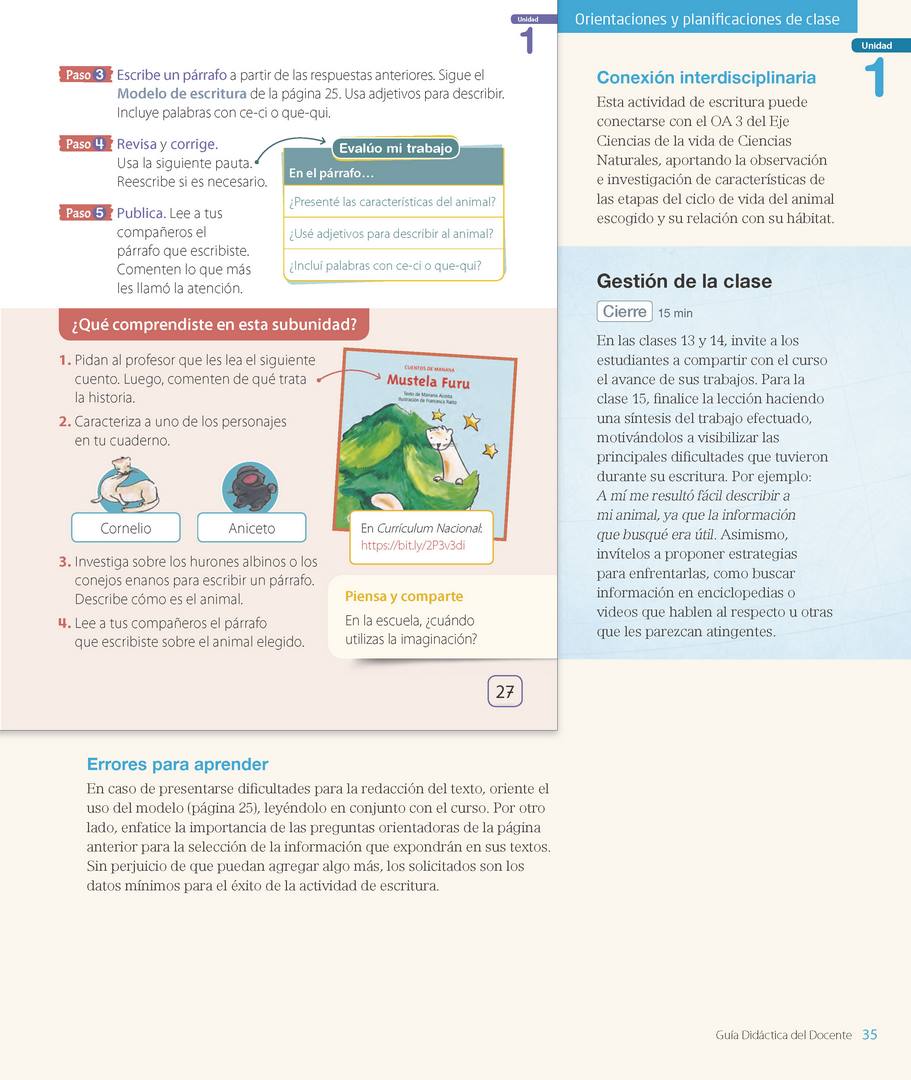 Unidad
1
Paso 3 Escribe un párrafo a partir de las respuestas anteriores. Sigue el
Modelo de escritura de la página 25. Usa adjetivos para describir.
Incluye palabras con ce-ci o que-qui.
Paso 4 Revisa y corrige.
Usa la siguiente pauta.
Reescribe si es necesario.
Evalúo mi trabajo
En el párrafo…
¿Presenté las características del animal?
¿Usé adjetivos para describir al animal?
¿Incluí palabras con ce-ci o que-qui?
Paso 5 Publica. Lee a tus
compañeros el
párrafo que escribiste.
Comenten lo que más
les llamó la atención.
¿Qué comprendiste en esta subunidad?
1. Pidan al profesor que les lea el siguiente
cuento. Luego, comenten de qué trata
la historia.
2. Caracteriza a uno de los personajes
en tu cuaderno.
Cornelio
Aniceto
CUENTOS DE MAÑANA
Mustela Furu
Texto de Mariana Acosta
Ilustración de Francesca Ratto
En Currículum Nacional:
https://bit.ly/2P3v3di
3. Investiga sobre los hurones albinos o los
conejos enanos para escribir un párrafo.
Describe cómo es el animal.
4. Lee a tus compañeros el párrafo
que escribiste sobre el animal elegido.
Piensa y comparte
En la escuela, ¿cuándo
utilizas la imaginación?
27
Orientaciones y planificaciones de clase
Unidad
1
Conexión interdisciplinaria
Esta actividad de escritura puede
conectarse con el OA 3 del Eje
Ciencias de la vida de Ciencias
Naturales, aportando la observación
e investigación de características de
las etapas del ciclo de vida del animal
escogido y su relación con su hábitat.
Gestión de la clase
Cierre 15 min
En las clases 13 y 14, invite a los
estudiantes a compartir con el curso
el avance de sus trabajos. Para la
clase 15, finalice la lección haciendo
una síntesis del trabajo efectuado,
motivándolos a visibilizar las
principales dificultades que tuvieron
durante su escritura. Por ejemplo:
A mí me resultó fácil describir a
mi animal, ya que la información
que busqué era útil. Asimismo,
invítelos a proponer estrategias
para enfrentarlas, como buscar
información en enciclopedias o
videos que hablen al respecto u otras
que les parezcan atingentes.
Errores para aprender
En caso de presentarse dificultades para la redacción del texto, oriente el
uso del modelo (página 25), leyéndolo en conjunto con el curso. Por otro
lado, enfatice la importancia de las preguntas orientadoras de la página
anterior para la selección de la información que expondrán en sus textos.
Sin perjuicio de que puedan agregar algo más, los solicitados son los
datos mínimos para el éxito de la actividad de escritura.
Guía Didáctica del Docente 35